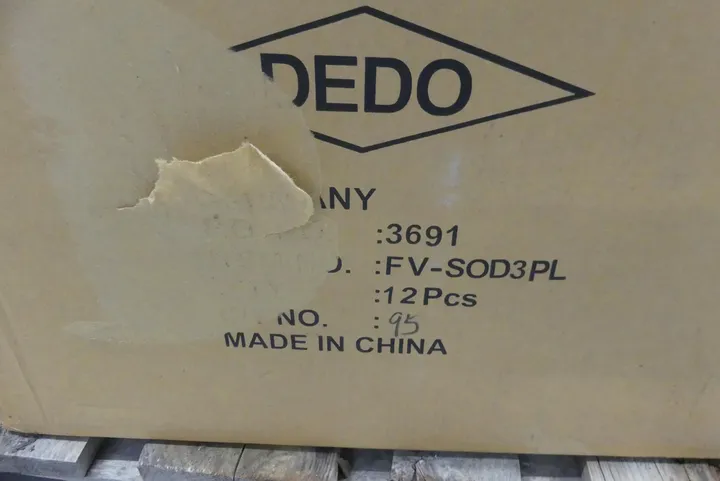 DEDO
ANY
:3691
. :FV-SOD3PL
:12Pcs
NO. :95
MADE IN CHINA